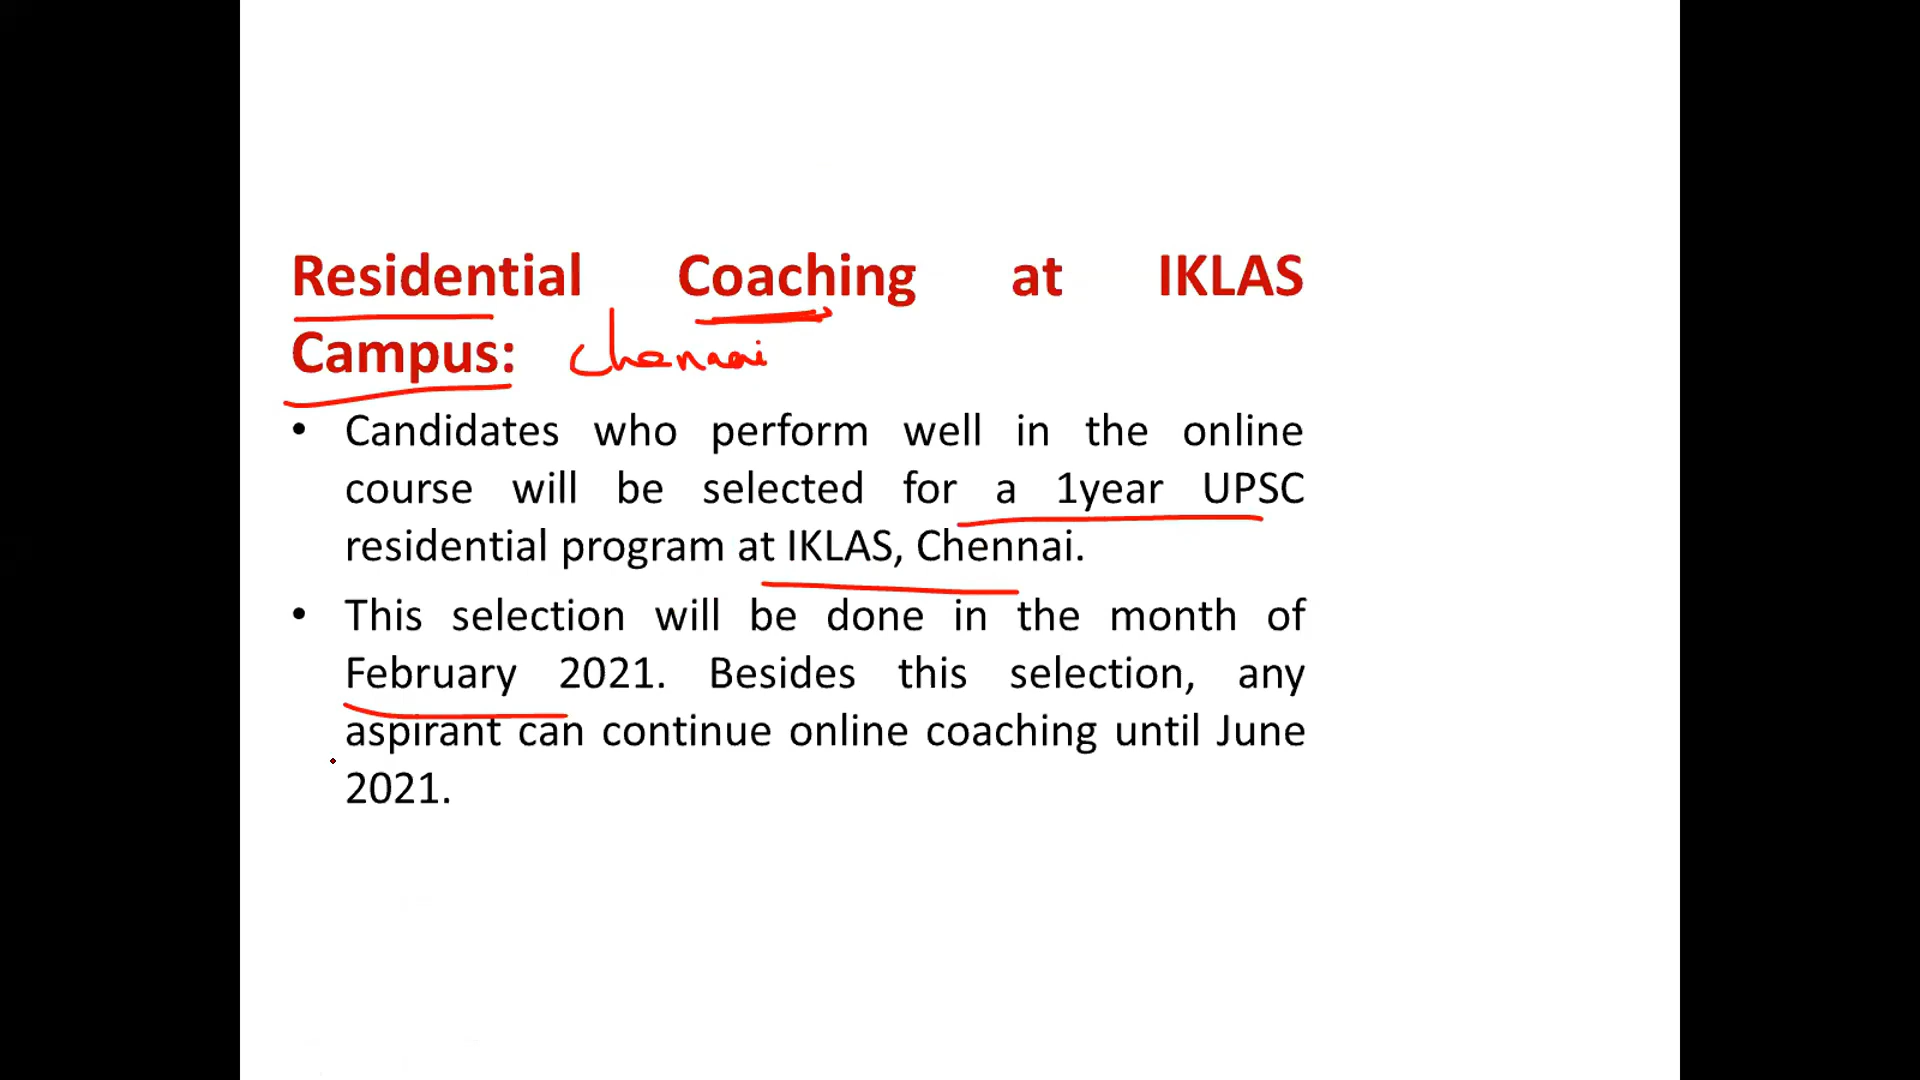 Residential Coaching at IKLAS
Campus: Chennai
• Candidates who perform well in the online
course will be selected for a 1year UPSC
residential program at IKLAS, Chennai.
• This selection will be done in the month of
February 2021. Besides this selection, any
aspirant can continue online coaching until June
2021.